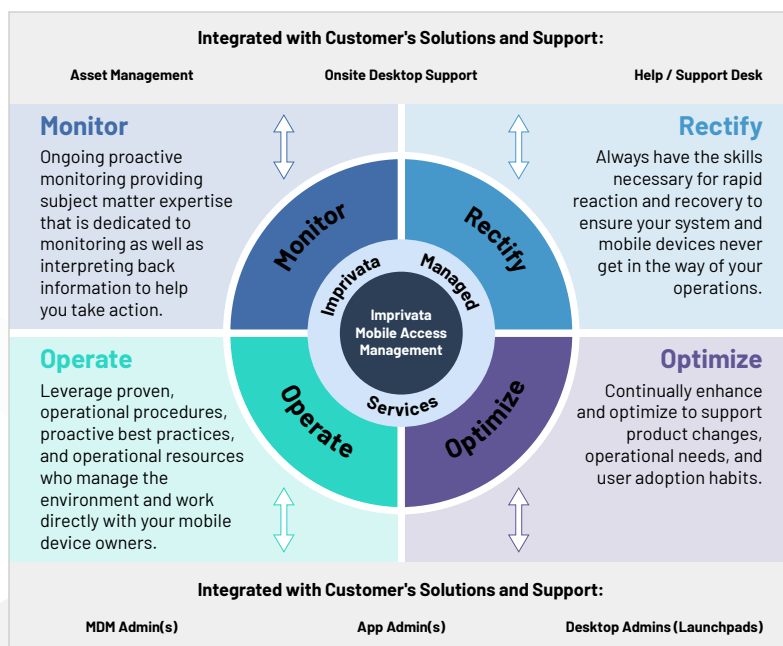 Integrated with Customer's Solutions and Support:
Asset Management
Onsite Desktop Support
Help / Support Desk
Monitor
Ongoing proactive
monitoring providing
subject matter expertise
that is dedicated to
monitoring as well as
interpreting back
information to help
you take action.
Rectify
Always have the skills
necessary for rapid
reaction and recovery to
ensure your system and
mobile devices never
get in the way of your
operations.
Monitor
Rectify
Imprivata
Managed
Services
Imprivata
Mobile Access
Management
Operate
Optimize
Operate
Leverage proven,
operational procedures,
proactive best practices,
and operational resources
who manage the
environment and work
directly with your mobile
device owners.
Optimize
Continually enhance
and optimize to support
product changes,
operational needs, and
user adoption habits.
Integrated with Customer's Solutions and Support:
MDM Admin(s)
App Admin(s)
Desktop Admins (Launchpads)